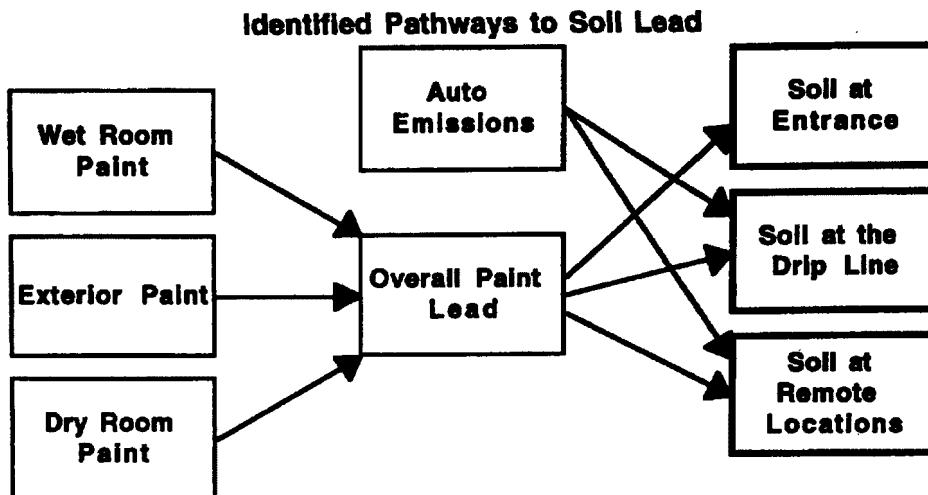 Identified Pathways to Soil Lead
Wet Room
Paint
Exterior Paint
Dry Room
Paint
Auto
Emissions
Overall Paint
Lead
Soil at
Entrance
Soil at the
Drip Line
Soil at
Remote
Locations